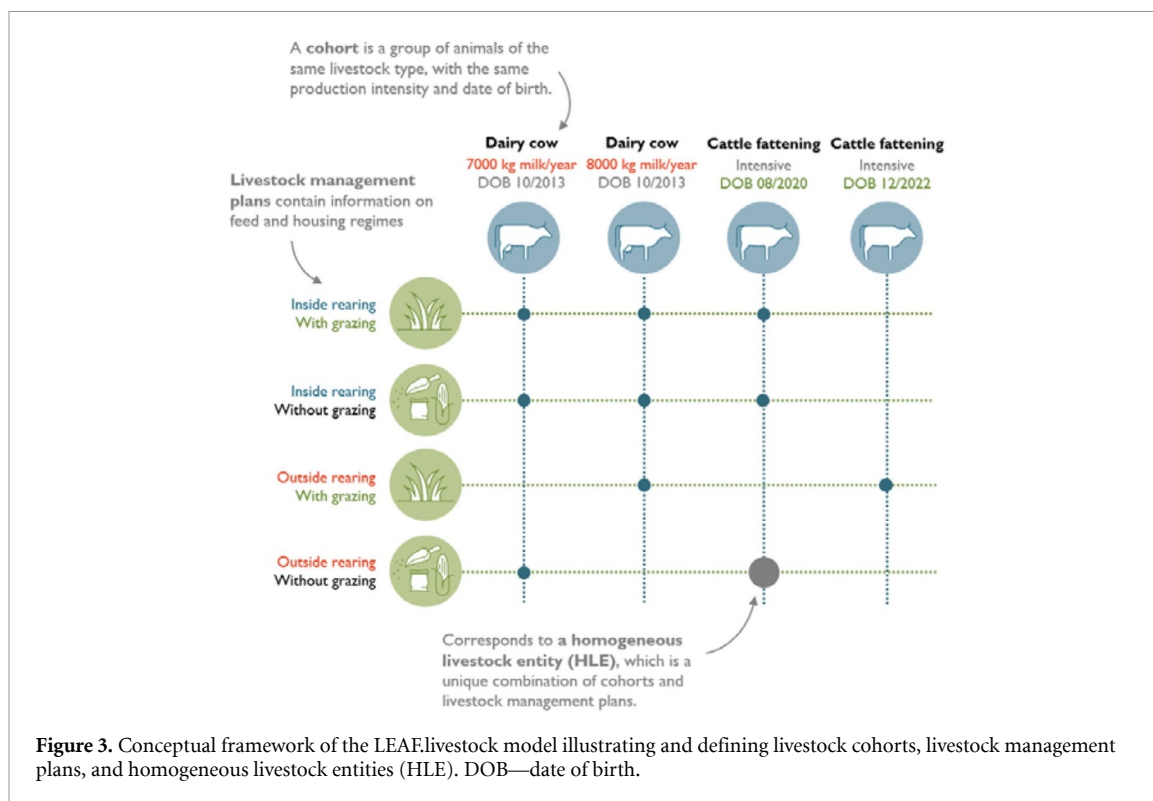 A cohort is a group of animals of the
same livestock type, with the same
production intensity and date of birth.
Dairy cow
7000 kg milk/year
DOB 10/2013
Dairy cow
8000 kg milk/year
DOB 10/2013
Cattle fattening
Intensive
DOB 08/2020
Cattle fattening
Intensive
DOB 12/2022
Livestock management
plans contain information on
feed and housing regimes
Inside rearing
With grazing
Inside rearing
Without grazing
Outside rearing
With grazing
Outside rearing
Without grazing
Corresponds to a homogeneous
livestock entity (HLE), which is a
unique combination of cohorts and
livestock management plans.
Figure 3. Conceptual framework of the LEAF.livestock model illustrating and defining livestock cohorts, livestock management
plans, and homogeneous livestock entities (HLE). DOB—date of birth.